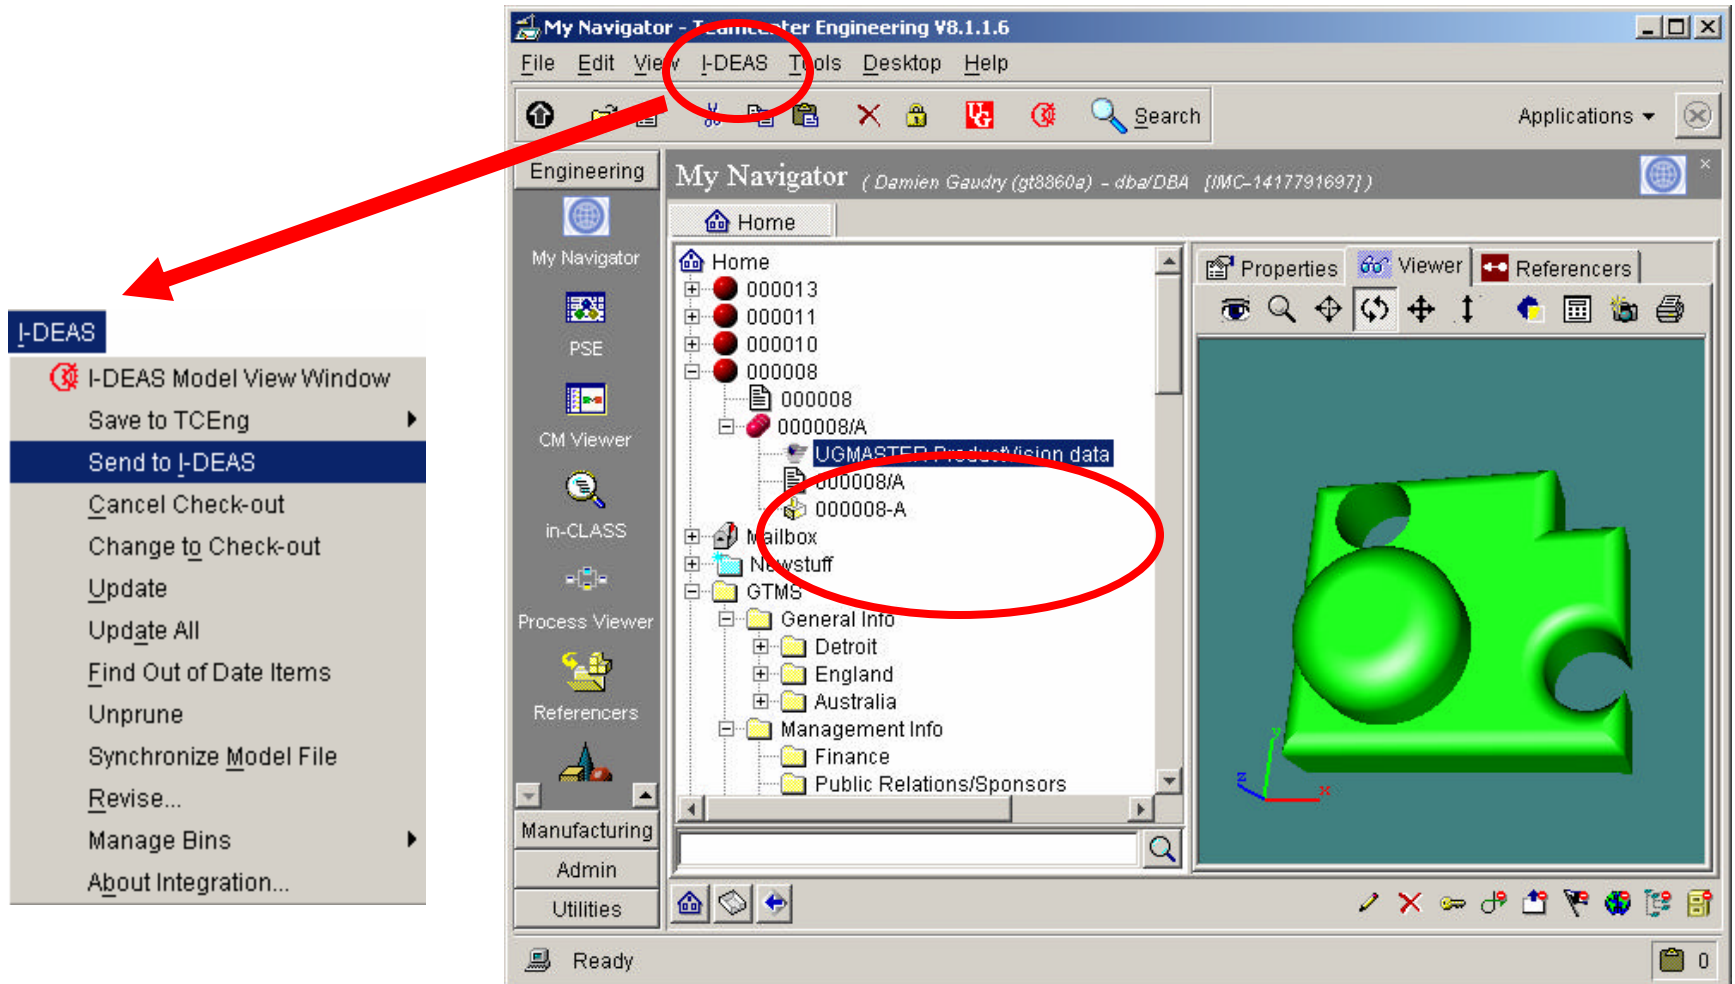 My Navigator - Teamcenter Engineering V8.1.1.6
File Edit View I-DEAS Tools Desktop Help
Search
Applications
Engineering
My Navigator ( Damien Gaudry (gt8860a) - dba/DBA [IMC-1417791697] )
Home
My Navigator
PSE
CM Viewer
in-CLASS
Process Viewer
Referencers
Manufacturing
Admin
Utilities
Home
000013
000011
000010
000008
000008
000008/A
UGMASTER ProductVision data
000008/A
000008-A
Mailbox
Newstuff
GTMS
General Info
Detroit
England
Australia
Management Info
Finance
Public Relations/Sponsors
Properties Viewer Referencers
y
z
x
Ready
0
I-DEAS
I-DEAS Model View Window
Save to TCEng
Send to I-DEAS
Cancel Check-out
Change to Check-out
Update
Update All
Find Out of Date Items
Unprune
Synchronize Model File
Revise...
Manage Bins
About Integration...